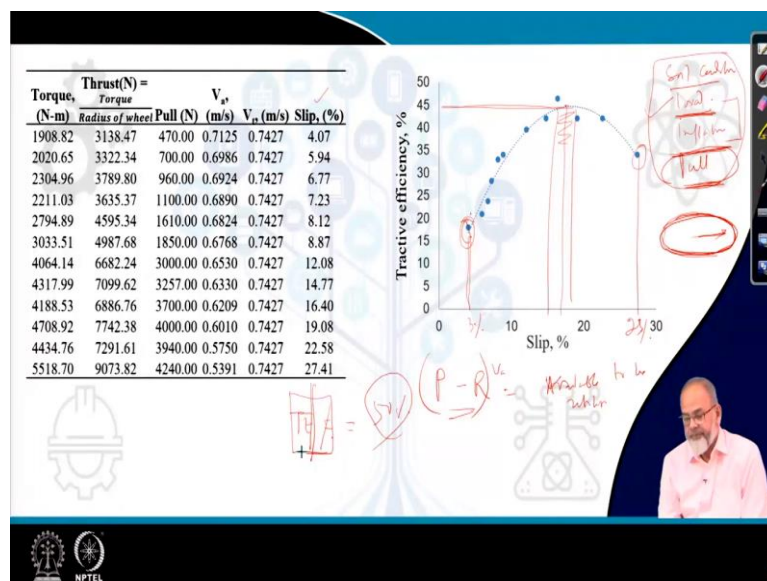 Torque, (N-m) Thrust(N) = Torque / Radius of wheel Pull (N) Va, (m/s) Vt, (m/s) Slip, (%)
1908.82 3138.47 470.00 0.7125 0.7427 4.07
2020.65 3322.34 700.00 0.6986 0.7427 5.94
2304.96 3789.80 960.00 0.6924 0.7427 6.77
2211.03 3635.37 1100.00 0.6890 0.7427 7.23
2794.89 4595.34 1610.00 0.6824 0.7427 8.12
3033.51 4987.68 1850.00 0.6768 0.7427 8.87
4064.14 6682.24 3000.00 0.6530 0.7427 12.08
4317.99 7099.62 3257.00 0.6330 0.7427 14.77
4188.53 6886.76 3700.00 0.6209 0.7427 16.40
4708.92 7742.38 4000.00 0.6010 0.7427 19.08
4434.76 7291.61 3940.00 0.5750 0.7427 22.58
5518.70 9073.82 4240.00 0.5391 0.7427 27.41
Tractive efficiency, %
50
45
40
35
30
25
20
15
10
5
0
0 10 20 30
Slip, %
Pull
TE = 50% (P - R)
NPTEL